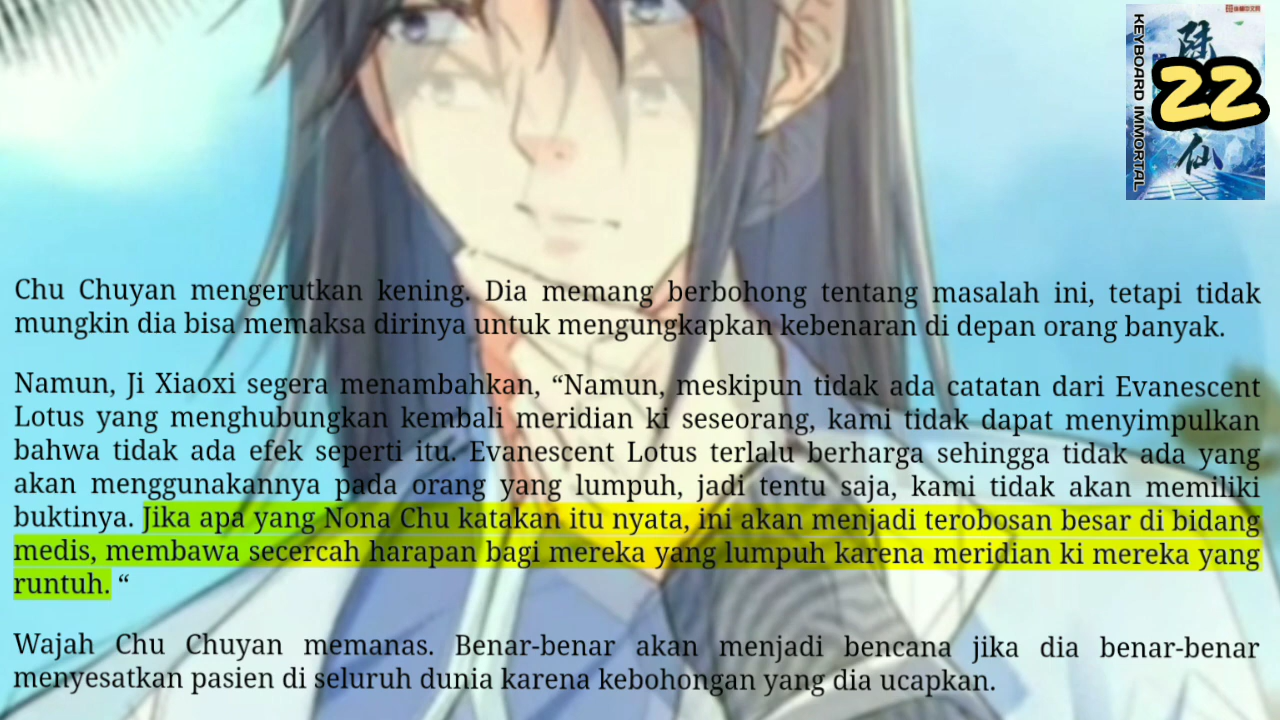 KEYBOARD IMMORTAL
陆
22
仙
Chu Chuyan mengerutkan kening. Dia memang berbohong tentang masalah ini, tetapi tidak
mungkin dia bisa memaksa dirinya untuk mengungkapkan kebenaran di depan orang banyak.
Namun, Ji Xiaoxi segera menambahkan, “Namun, meskipun tidak ada catatan dari Evanescent
Lotus yang menghubungkan kembali meridian ki seseorang, kami tidak dapat menyimpulkan
bahwa tidak ada efek seperti itu. Evanescent Lotus terlalu berharga sehingga tidak ada yang
akan menggunakannya pada orang yang lumpuh, jadi tentu saja, kami tidak akan memiliki
buktinya. Jika apa yang Nona Chu katakan itu nyata, ini akan menjadi terobosan besar di bidang
medis, membawa secercah harapan bagi mereka yang lumpuh karena meridian ki mereka yang
runtuh. “
Wajah Chu Chuyan memanas. Benar-benar akan menjadi bencana jika dia benar-benar
menyesatkan pasien di seluruh dunia karena kebohongan yang dia ucapkan.